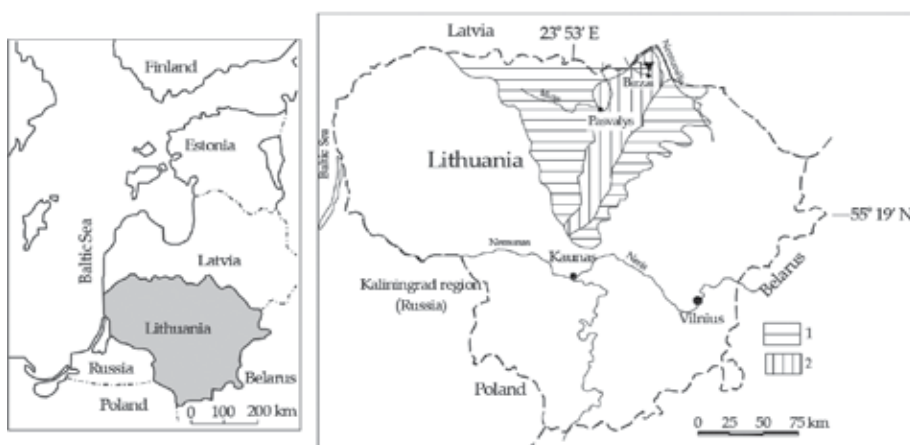 Finland
Estonia
Baltic Sea
Latvia
Lithuania
Russia
Belarus
Poland
0 100 200 km
Latvia
23° 53' E
Pasvalys
Lithuania
Baltic Sea
55° 19' N
Nemunas
Kaunas
Neris
Kaliningrad region
(Russia)
Belarus
Vilnius
1
2
Poland
0 25 50 75 km